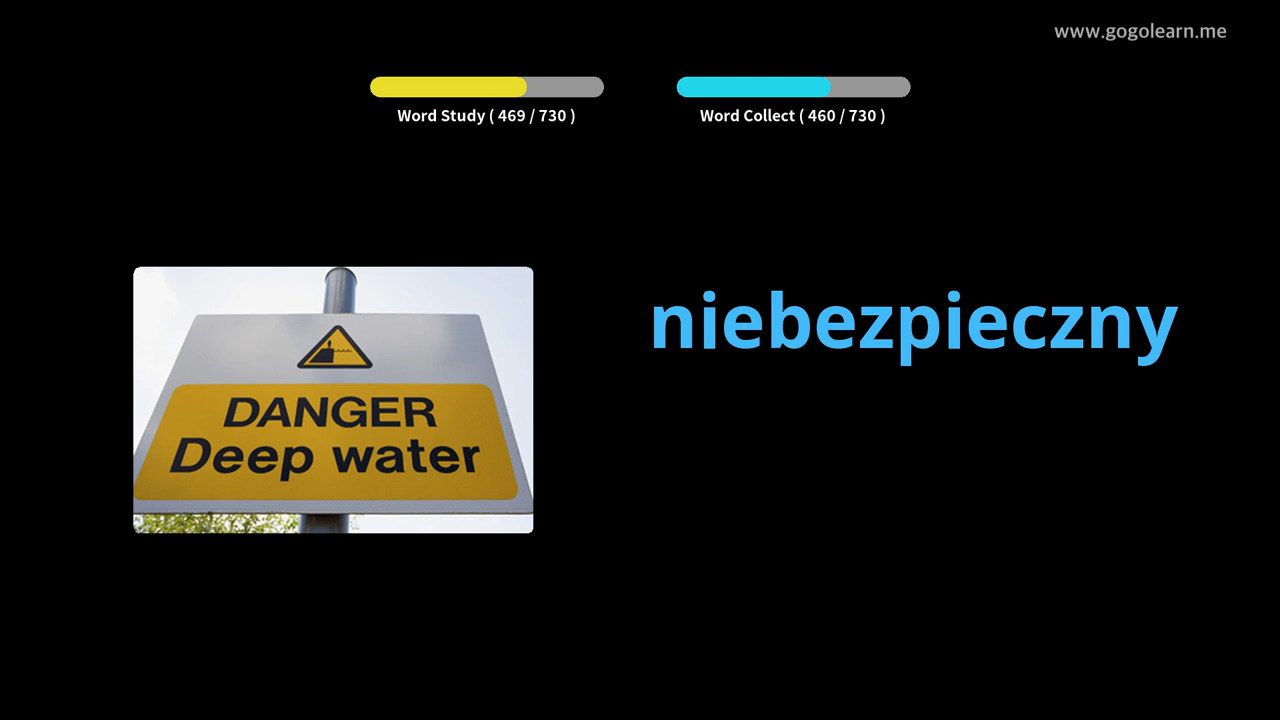 www.gogolearn.me
Word Study ( 469 / 730 )
Word Collect ( 460 / 730 )
niebezpieczny
DANGER
Deep water